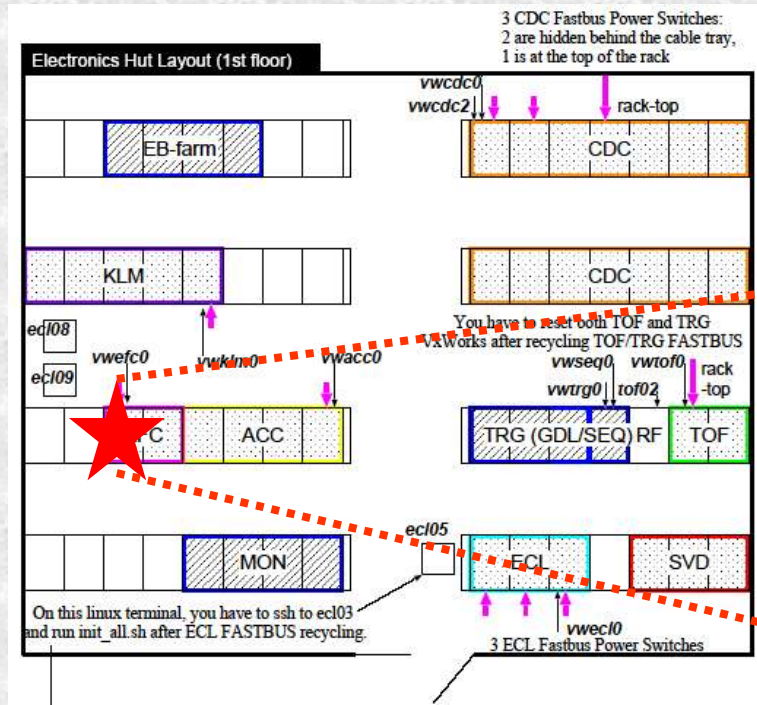 3 CDC Fastbus Power Switches:
2 are hidden behind the cable tray,
1 is at the top of the rack
Electronics Hut Layout (1st floor)
vwcdc0
vwcdc2
rack-top
EB-farm
CDC
KLM
CDC
ecl08
You have to reset both TOF and TRG
VxWorks after recycling TOF/TRG FASTBUS
ecl09
vwefc0
vwklm0
vwacc0
vwseq0
vwtof0
rack
-top
vwtrg0
tof02
FC
ACC
TRG (GDL/SEQ)
RF
TOF
ecl05
MON
ECL
SVD
On this linux terminal, you have to ssh to ecl03
and run init_all.sh after ECL FASTBUS recycling.
vwecl0
3 ECL Fastbus Power Switches